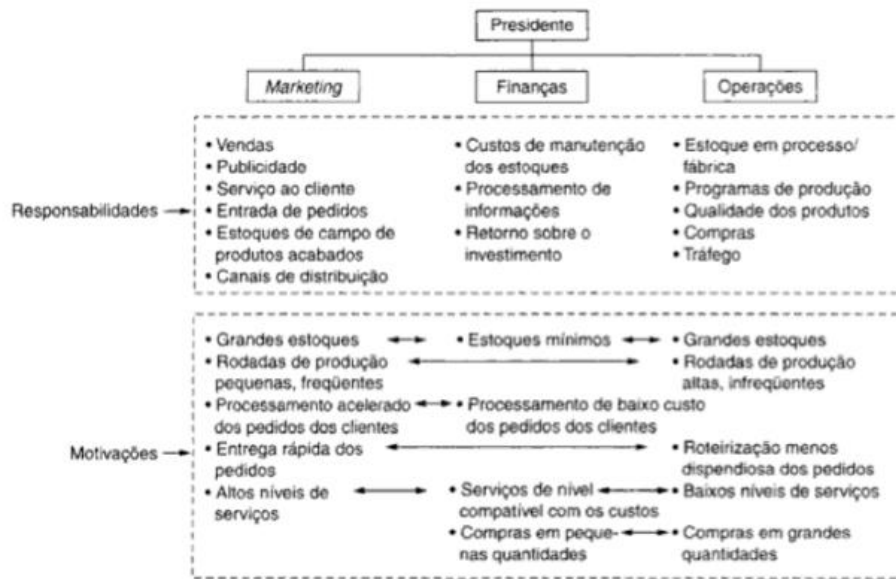 Presidente
Marketing
Finanças
Operações
Responsabilidades
• Vendas
• Publicidade
• Serviço ao cliente
• Entrada de pedidos
• Estoques de campo de
produtos acabados
• Canais de distribuição
• Custos de manutenção
dos estoques
• Processamento de
informações
• Retorno sobre o
investimento
• Estoque em processo/
fábrica
• Programas de produção
• Qualidade dos produtos
• Compras
• Tráfego
Motivações
• Grandes estoques
• Estoques mínimos
• Grandes estoques
• Rodadas de produção
pequenas, freqüentes
• Rodadas de produção
altas, infreqüentes
• Processamento acelerado
dos pedidos dos clientes
• Processamento de baixo custo
dos pedidos dos clientes
• Entrega rápida dos
pedidos
• Roteirização menos
dispendiosa dos pedidos
• Altos níveis de
serviços
• Serviços de nível
compatível com os custos
• Baixos níveis de serviços
• Compras em peque-
nas quantidades
• Compras em grandes
quantidades